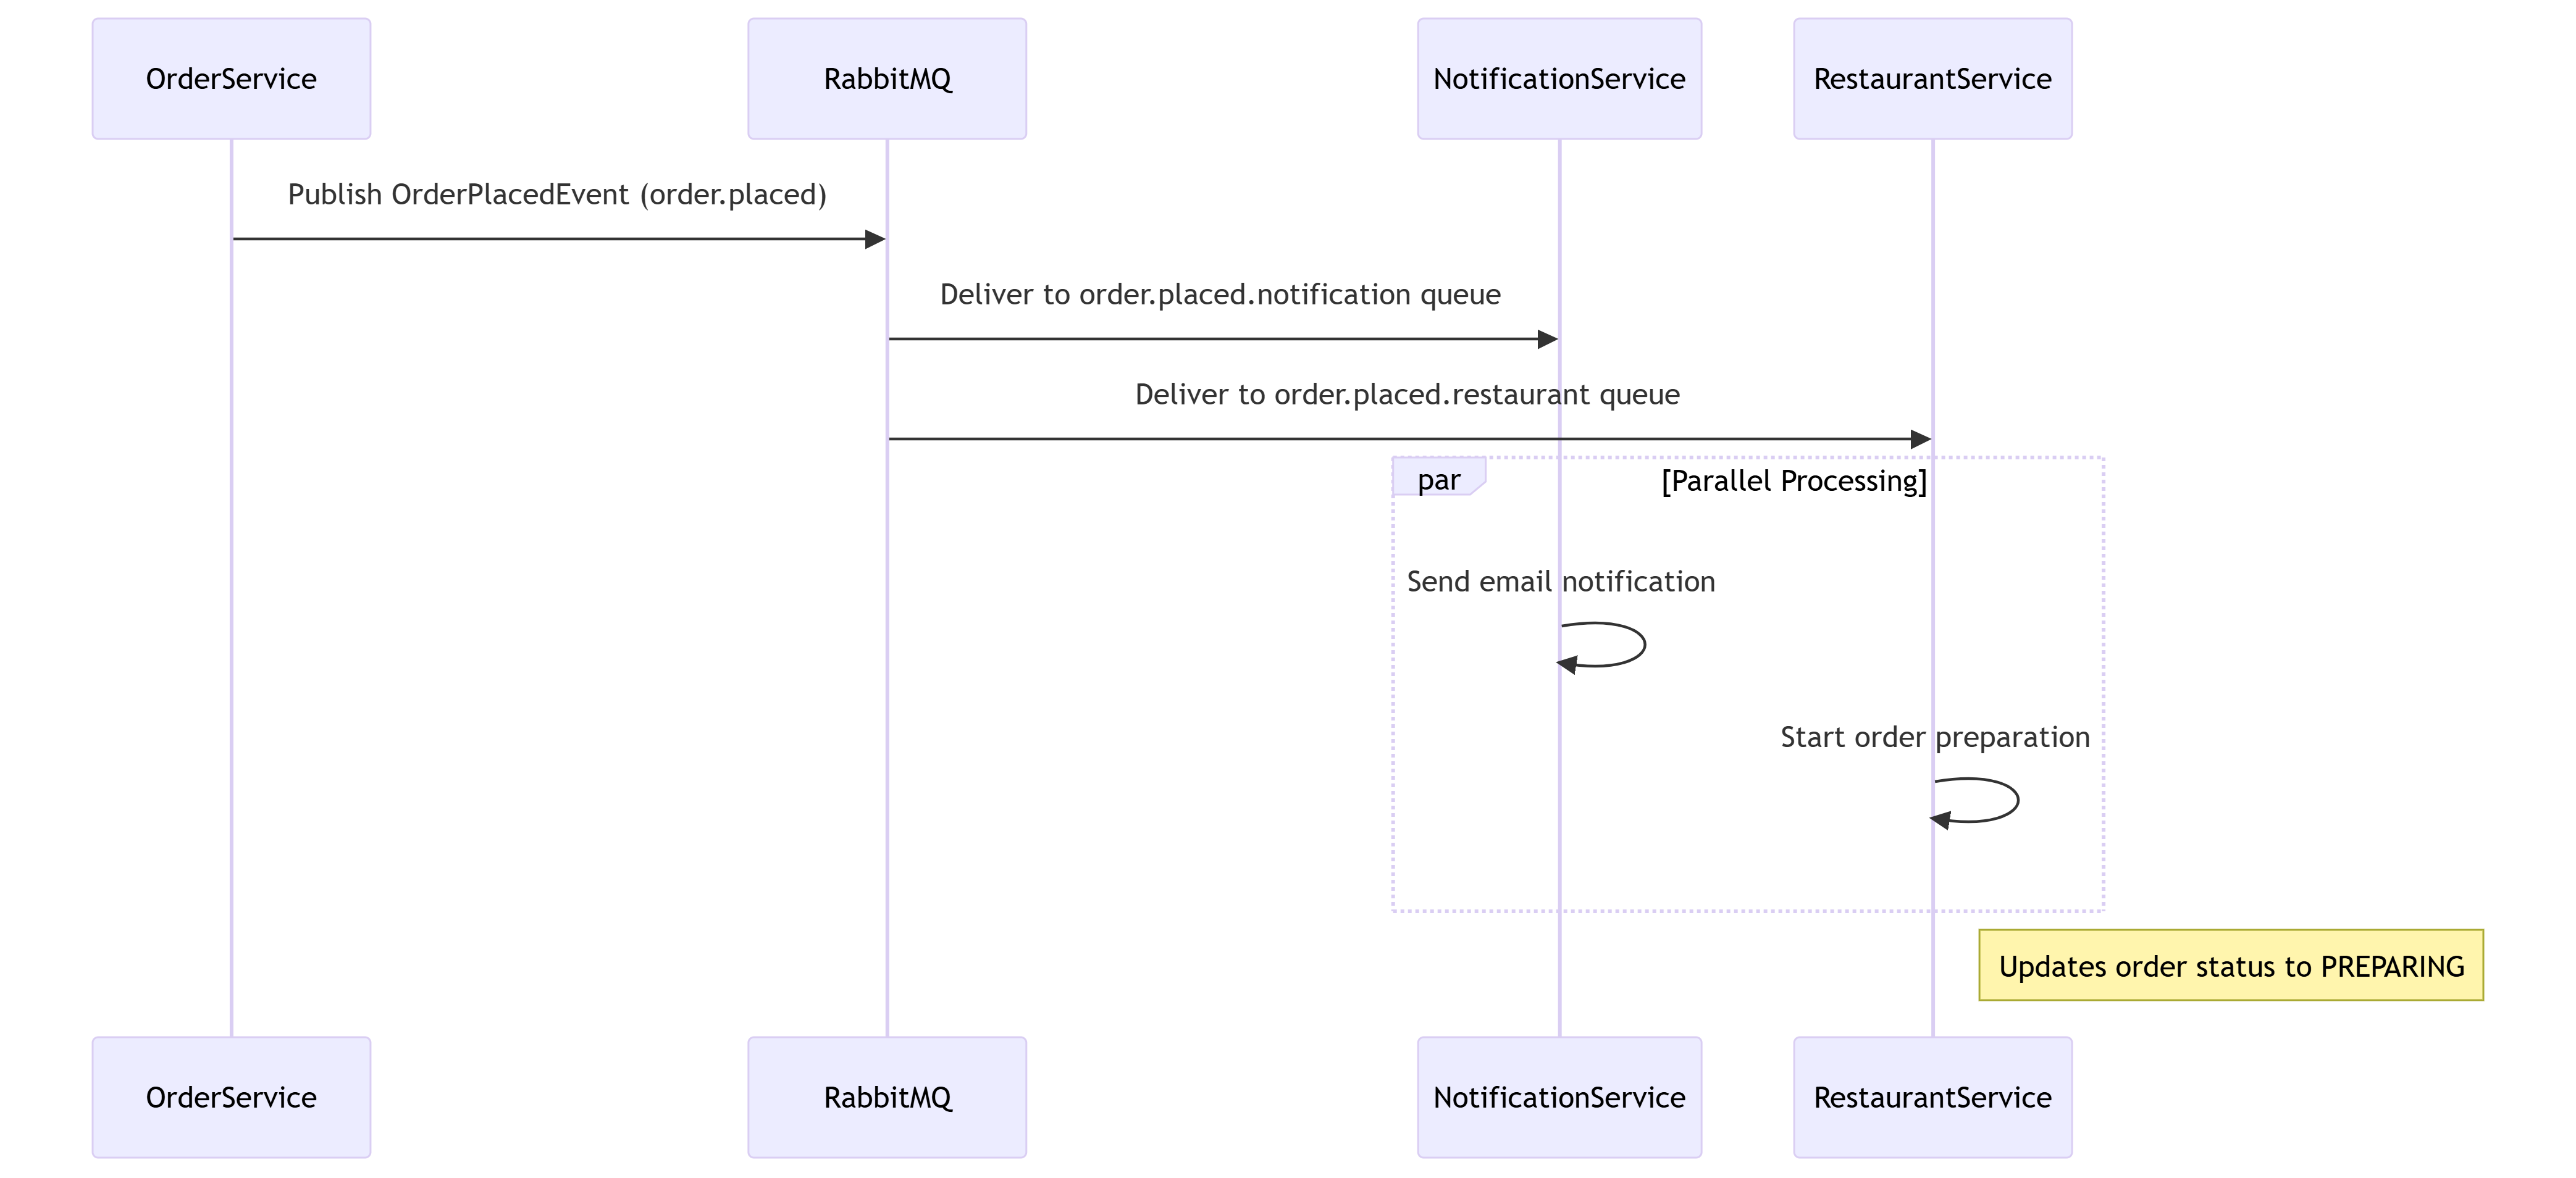 OrderService
RabbitMQ
NotificationService
RestaurantService
Publish OrderPlacedEvent (order.placed)
Deliver to order.placed.notification queue
Deliver to order.placed.restaurant queue
par
[Parallel Processing]
Send email notification
Start order preparation
Updates order status to PREPARING
OrderService
RabbitMQ
NotificationService
RestaurantService